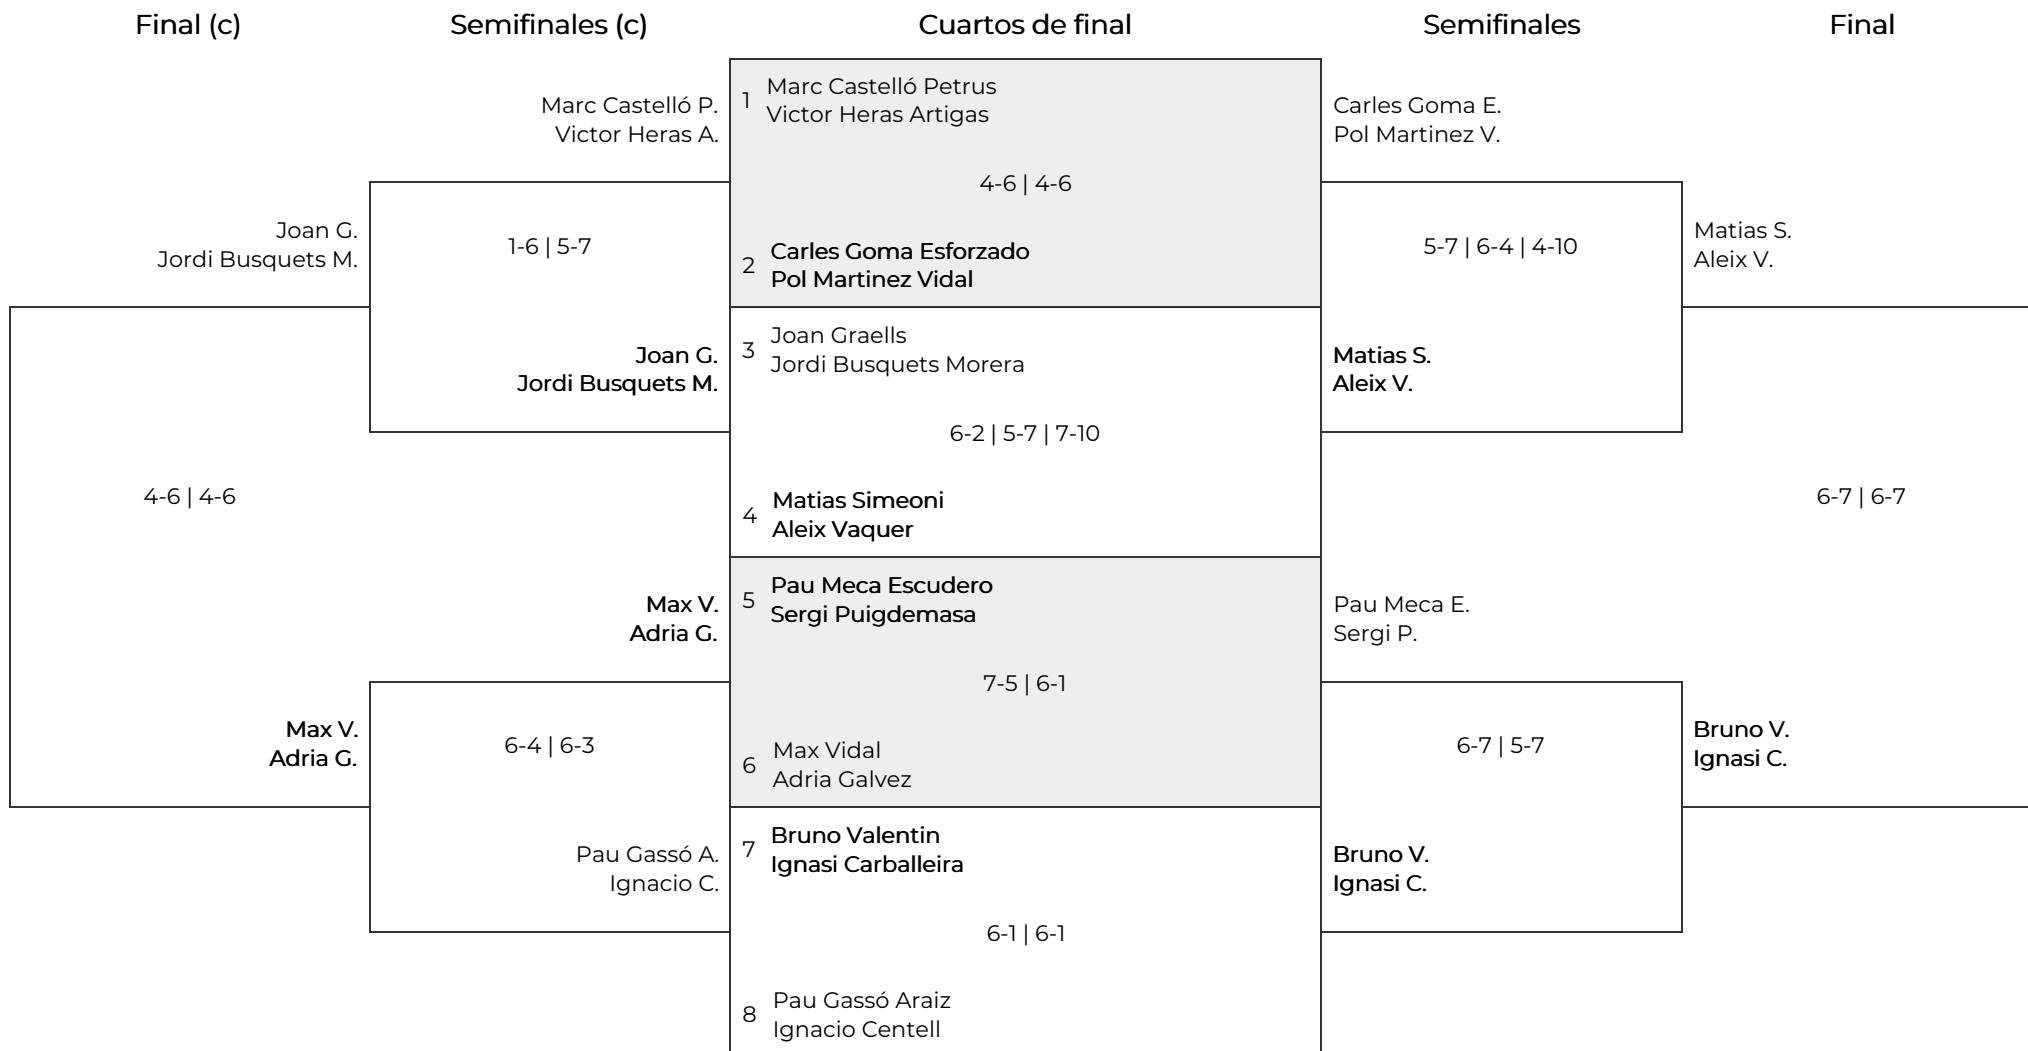 Final (c)
Semifinales (c)
Cuartos de final
Semifinales
Final
Marc Castelló P.
Victor Heras A.
1-6 | 5-7
Joan G.
Jordi Busquets M.
Joan G.
Jordi Busquets M.
4-6 | 4-6
Max V.
Adria G.
Max V.
Adria G.
6-4 | 6-3
Pau Gassó A.
Ignacio C.
1 Marc Castelló Petrus
Victor Heras Artigas
4-6 | 4-6
2 Carles Goma Esforzado
Pol Martinez Vidal
3 Joan Graells
Jordi Busquets Morera
6-2 | 5-7 | 7-10
4 Matias Simeoni
Aleix Vaquer
5 Pau Meca Escudero
Sergi Puigdemasa
7-5 | 6-1
6 Max Vidal
Adria Galvez
7 Bruno Valentin
Ignasi Carballeira
6-1 | 6-1
8 Pau Gassó Araiz
Ignacio Centell
Carles Goma E.
Pol Martinez V.
5-7 | 6-4 | 4-10
Matias S.
Aleix V.
Pau Meca E.
Sergi P.
6-7 | 5-7
Bruno V.
Ignasi C.
Matias S.
Aleix V.
6-7 | 6-7
Bruno V.
Ignasi C.